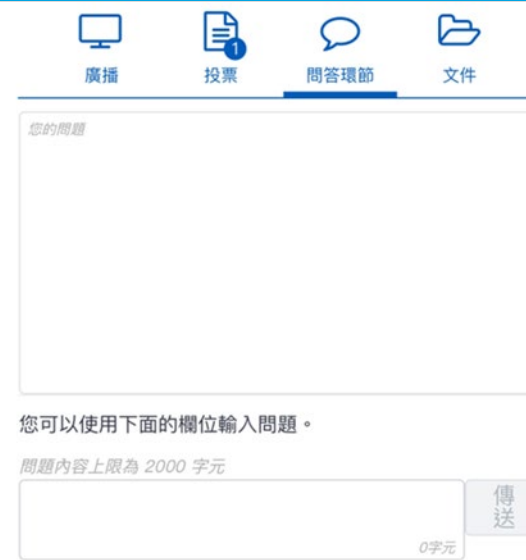 廣播
1
投票
問答環節
文件
您的問題
您可以使用下面的欄位輸入問題。
問題內容上限為 2000 字元
傳送
0字元